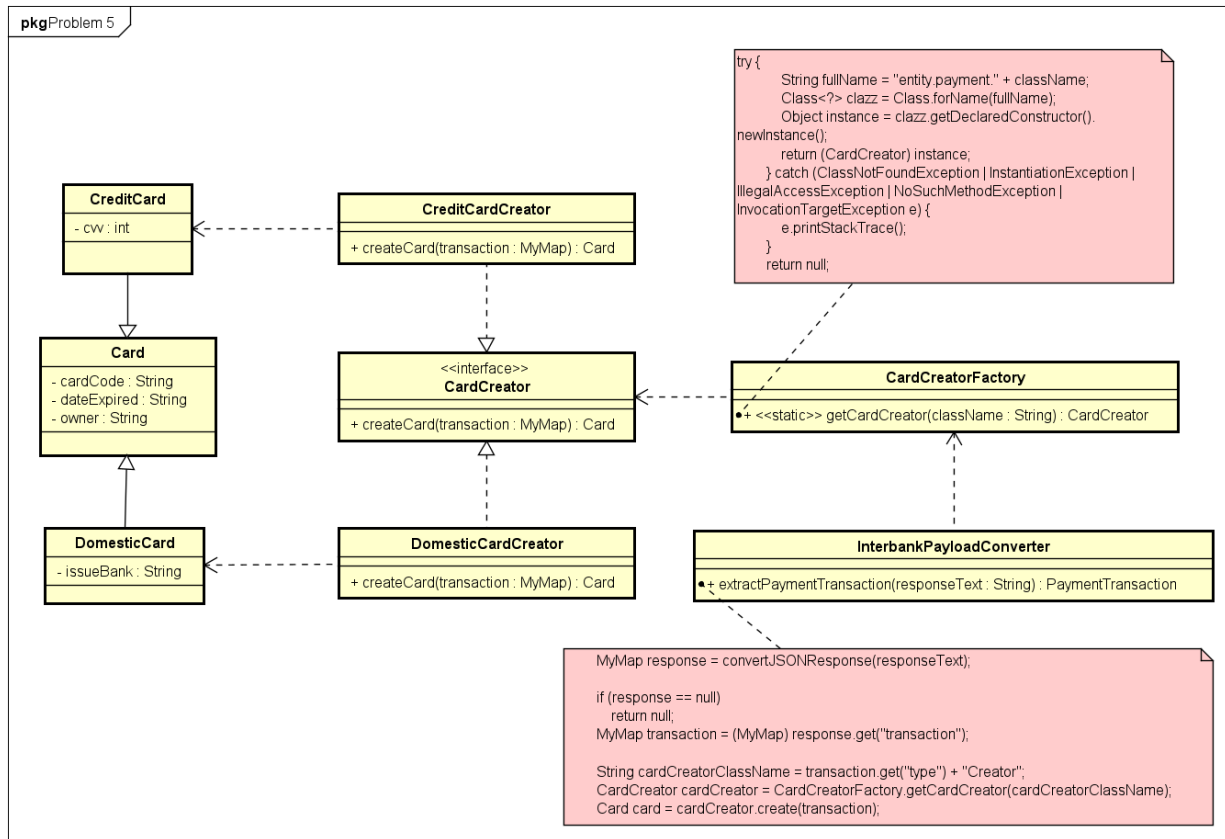 pkg Problem 5
try {
String fullName = "entity.payment." + className;
Class<?> clazz = Class.forName(fullName);
Object instance = clazz.getDeclaredConstructor().
newInstance();
return (CardCreator) instance;
} catch (ClassNotFoundException | InstantiationException |
IllegalAccessException | NoSuchMethodException |
InvocationTargetException e) {
e.printStackTrace();
}
return null;
CreditCard
- cvv : int
CreditCardCreator
+ createCard(transaction : MyMap) : Card
Card
- cardCode : String
- dateExpired : String
- owner : String
<<interface>>
CardCreator
+ createCard(transaction : MyMap) : Card
CardCreatorFactory
+ <<static>> getCardCreator(className : String) : CardCreator
DomesticCard
- issueBank : String
DomesticCardCreator
+ createCard(transaction : MyMap) : Card
InterbankPayloadConverter
+ extractPaymentTransaction(responseText : String) : PaymentTransaction
MyMap response = convertJSONResponse(responseText);
if (response == null)
return null;
MyMap transaction = (MyMap) response.get("transaction");
String cardCreatorClassName = transaction.get("type") + "Creator";
CardCreator cardCreator = CardCreatorFactory.getCardCreator(cardCreatorClassName);
Card card = cardCreator.create(transaction);